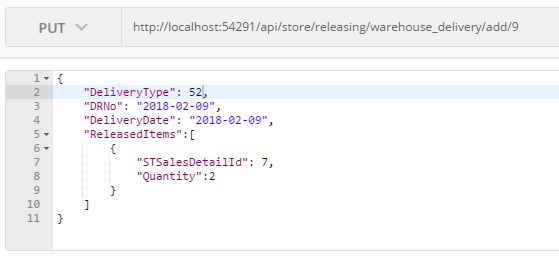 PUT http://localhost:54291/api/store/releasing/warehouse_delivery/add/9
1 {
2 "DeliveryType": 52,
3 "DRNo": "2018-02-09",
4 "DeliveryDate": "2018-02-09",
5 "ReleasedItems":[
6 {
7 "STSalesDetailId": 7,
8 "Quantity":2
9 }
10 ]
11 }